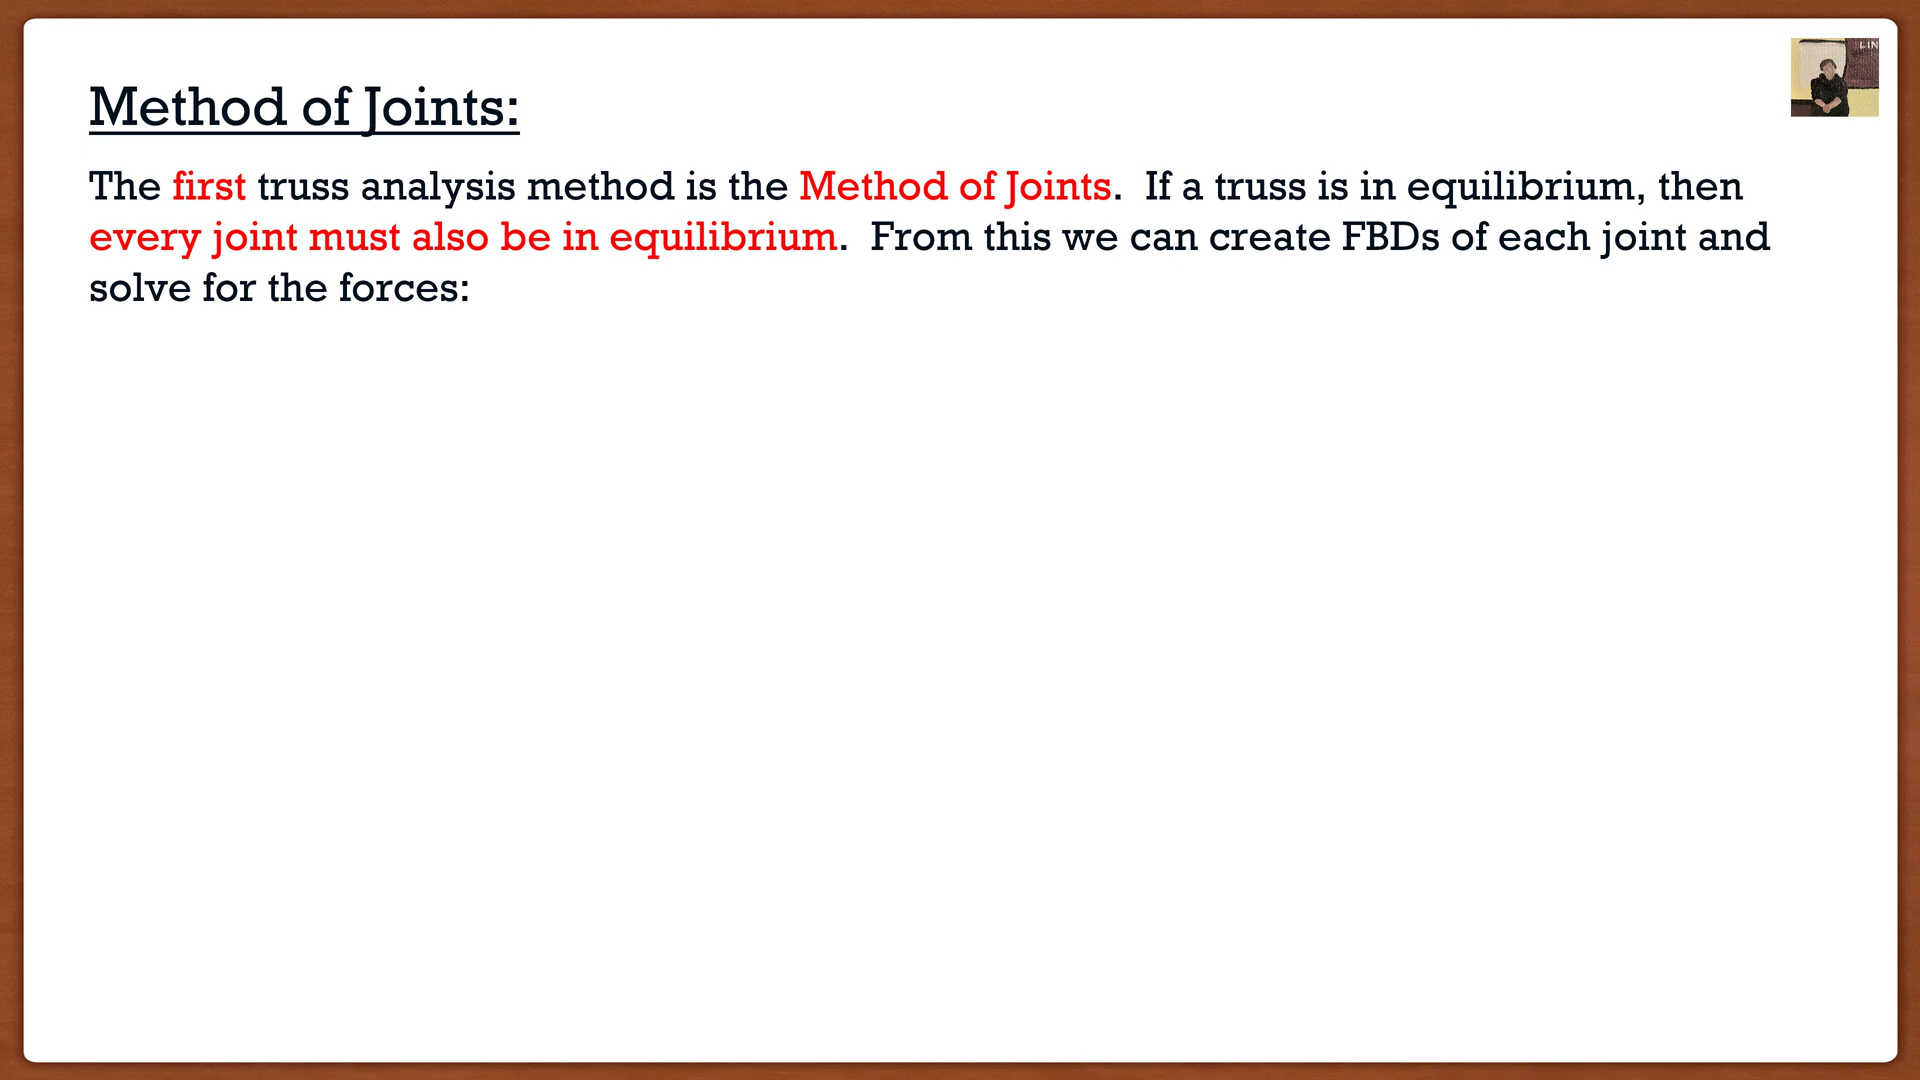 LIN
Method of Joints:
The first truss analysis method is the Method of Joints.  If a truss is in equilibrium, then
every joint must also be in equilibrium.  From this we can create FBDs of each joint and
solve for the forces: